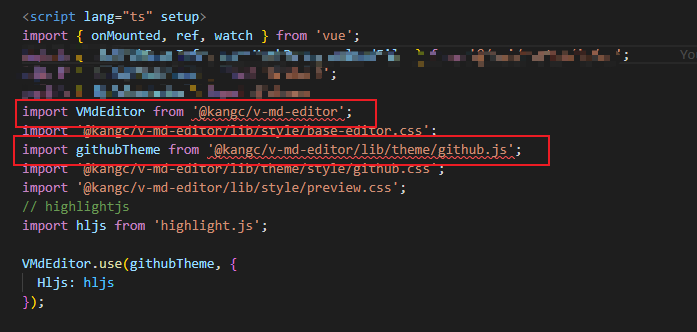 <script lang="ts" setup>
import { onMounted, ref, watch } from 'vue';
import VMdEditor from '@kangc/v-md-editor';
import '@kangc/v-md-editor/lib/style/base-editor.css';
import githubTheme from '@kangc/v-md-editor/lib/theme/github.js';
import '@kangc/v-md-editor/lib/theme/style/github.css';
import '@kangc/v-md-editor/lib/style/preview.css';
// highlightjs
import hljs from 'highlight.js';
VMdEditor.use(githubTheme, {
Hljs: hljs
});